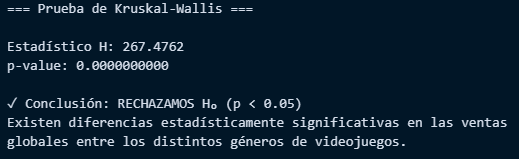 === Prueba de Kruskal-Wallis ===
Estadístico H: 267.4762
p-value: 0.0000000000
✓ Conclusión: RECHAZAMOS H₀ (p < 0.05)
Existen diferencias estadísticamente significativas en las ventas
globales entre los distintos géneros de videojuegos.